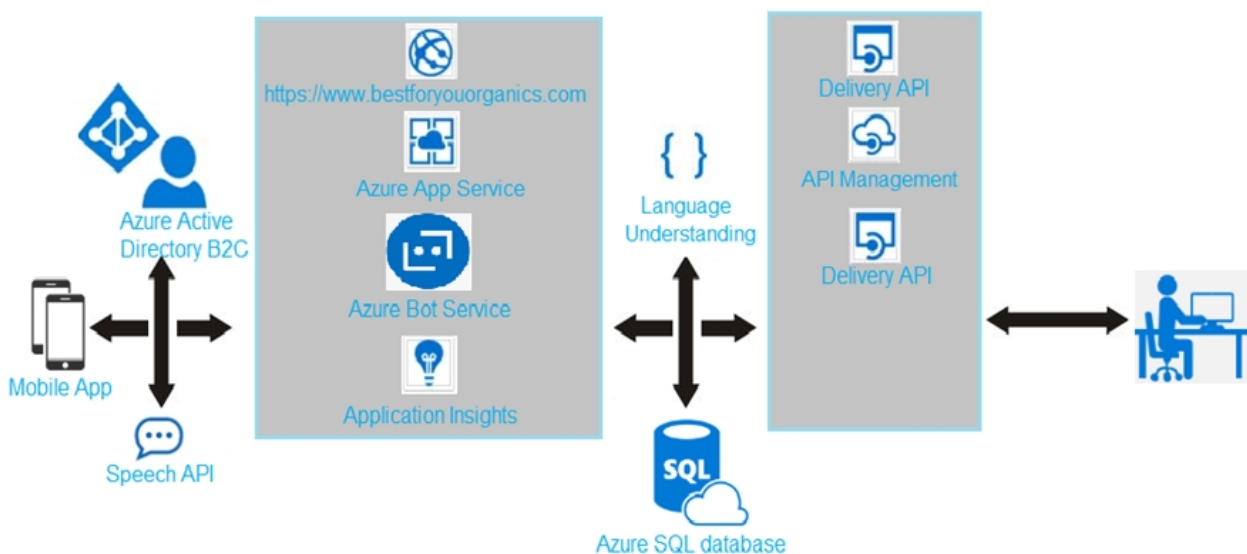 https://www.bestforyouorganics.com
Azure App Service
Azure Bot Service
Application Insights
Azure Active
Directory B2C
Mobile App
Speech API
{ }
Language
Understanding
SQL
Azure SQL database
Delivery API
API Management
Delivery API